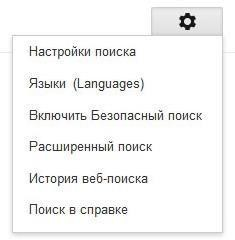 Настройки поиска
Языки (Languages)
Включить Безопасный поиск
Расширенный поиск
История веб-поиска
Поиск в справке